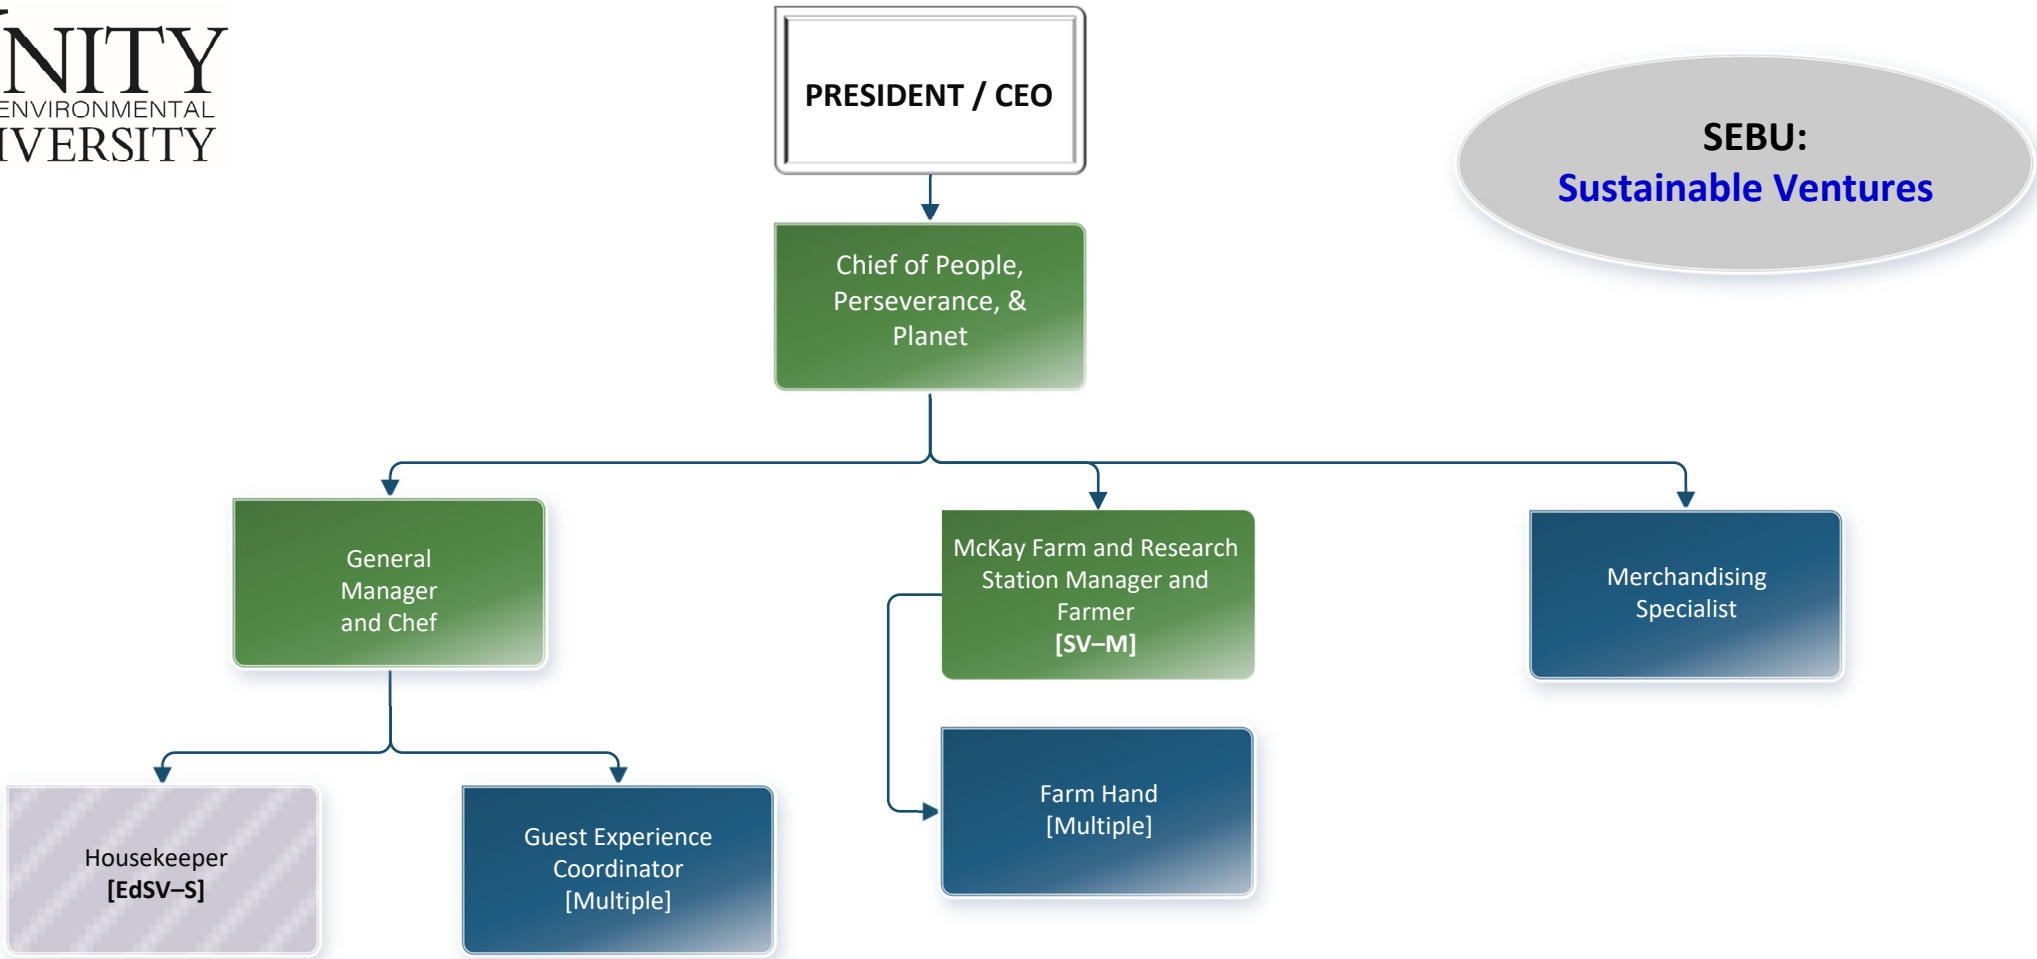 NITY
ENVIRONMENTAL
IVERSITY
PRESIDENT / CEO
SEBU:
Sustainable Ventures
Chief of People,
Perseverance, &
Planet
General
Manager
and Chef
McKay Farm and Research
Station Manager and
Farmer
[SV–M]
Merchandising
Specialist
Housekeeper
[EdSV–S]
Guest Experience
Coordinator
[Multiple]
Farm Hand
[Multiple]